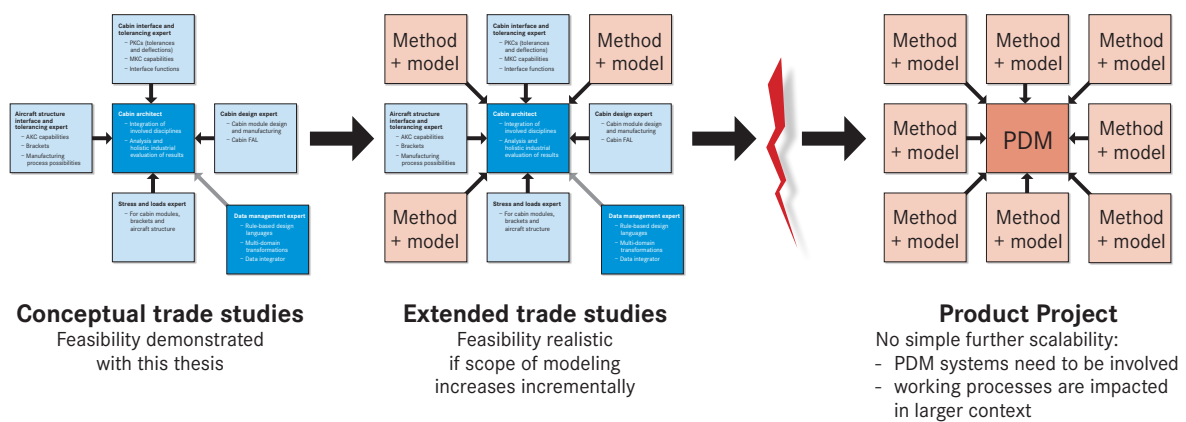 Cabin interface and
tolerancing expert
– PKCs (tolerances
and deflections)
– MKC capabilities
– Interface functions
Aircraft structure
interface and
tolerancing expert
– AKC capabilities
– Brackets
– Manufacturing
process possibilities
Cabin architect
– Integration of
involved disciplines
– Analysis and
holistic industrial
evaluation of results
Cabin design expert
– Cabin module design
and manufacturing
– Cabin FAL
Stress and loads expert
– For cabin modules,
brackets and
aircraft structure
Data management expert
– Rule-based design
languages
– Multi-domain
transformations
– Data integrator
Conceptual trade studies
Feasibility demonstrated
with this thesis
Method
+ model
Cabin interface and
tolerancing expert
– PKCs (tolerances
and deflections)
– MKC capabilities
– Interface functions
Method
+ model
Aircraft structure
interface and
tolerancing expert
– AKC capabilities
– Brackets
– Manufacturing
process possibilities
Cabin architect
– Integration of
involved disciplines
– Analysis and
holistic industrial
evaluation of results
Cabin design expert
– Cabin module design
and manufacturing
– Cabin FAL
Method
+ model
Stress and loads expert
– For cabin modules,
brackets and
aircraft structure
Data management expert
– Rule-based design
languages
– Multi-domain
transformations
– Data integrator
Extended trade studies
Feasibility realistic
if scope of modeling
increases incrementally
Method
+ model
Method
+ model
Method
+ model
Method
+ model
PDM
Method
+ model
Method
+ model
Method
+ model
Method
+ model
Product Project
No simple further scalability:
- PDM systems need to be involved
- working processes are impacted
in larger context